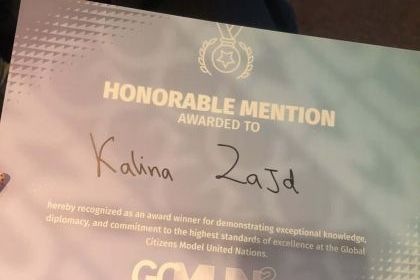 HONORABLE MENTION
AWARDED TO
Kalina Zajd
hereby recognized as an award winner for demonstrating exceptional knowledge,
diplomacy, and commitment to the highest standards of excellence at the Global
Citizens Model United Nations.